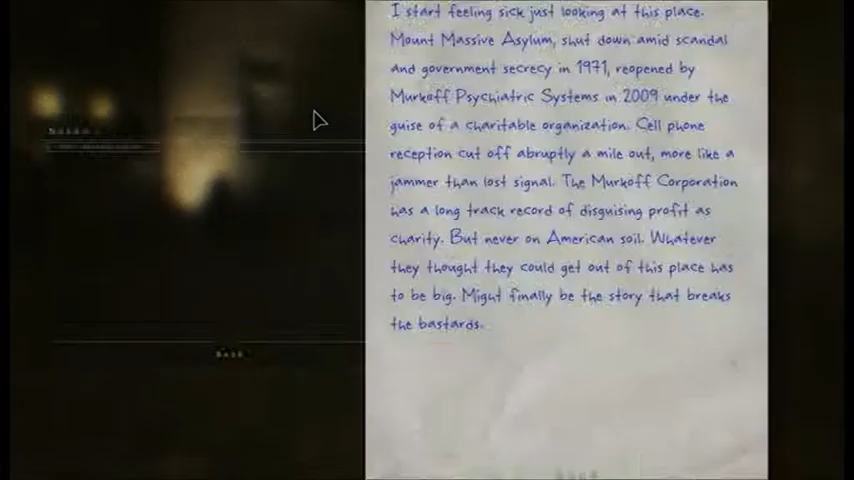 I start feeling sick just looking at this place.
Mount Massive Asylum, shut down amid scandal
and government secrecy in 1971, reopened by
Murkoff Psychiatric Systems in 2009 under the
guise of a charitable organization. Cell phone
reception cut off abruptly a mile out, more like a
jammer than lost signal. The Murkoff Corporation
has a long track record of disguising profit as
charity. But never on American soil. Whatever
they thought they could get out of this place has
to be big. Might finally be the story that breaks
the bastards.